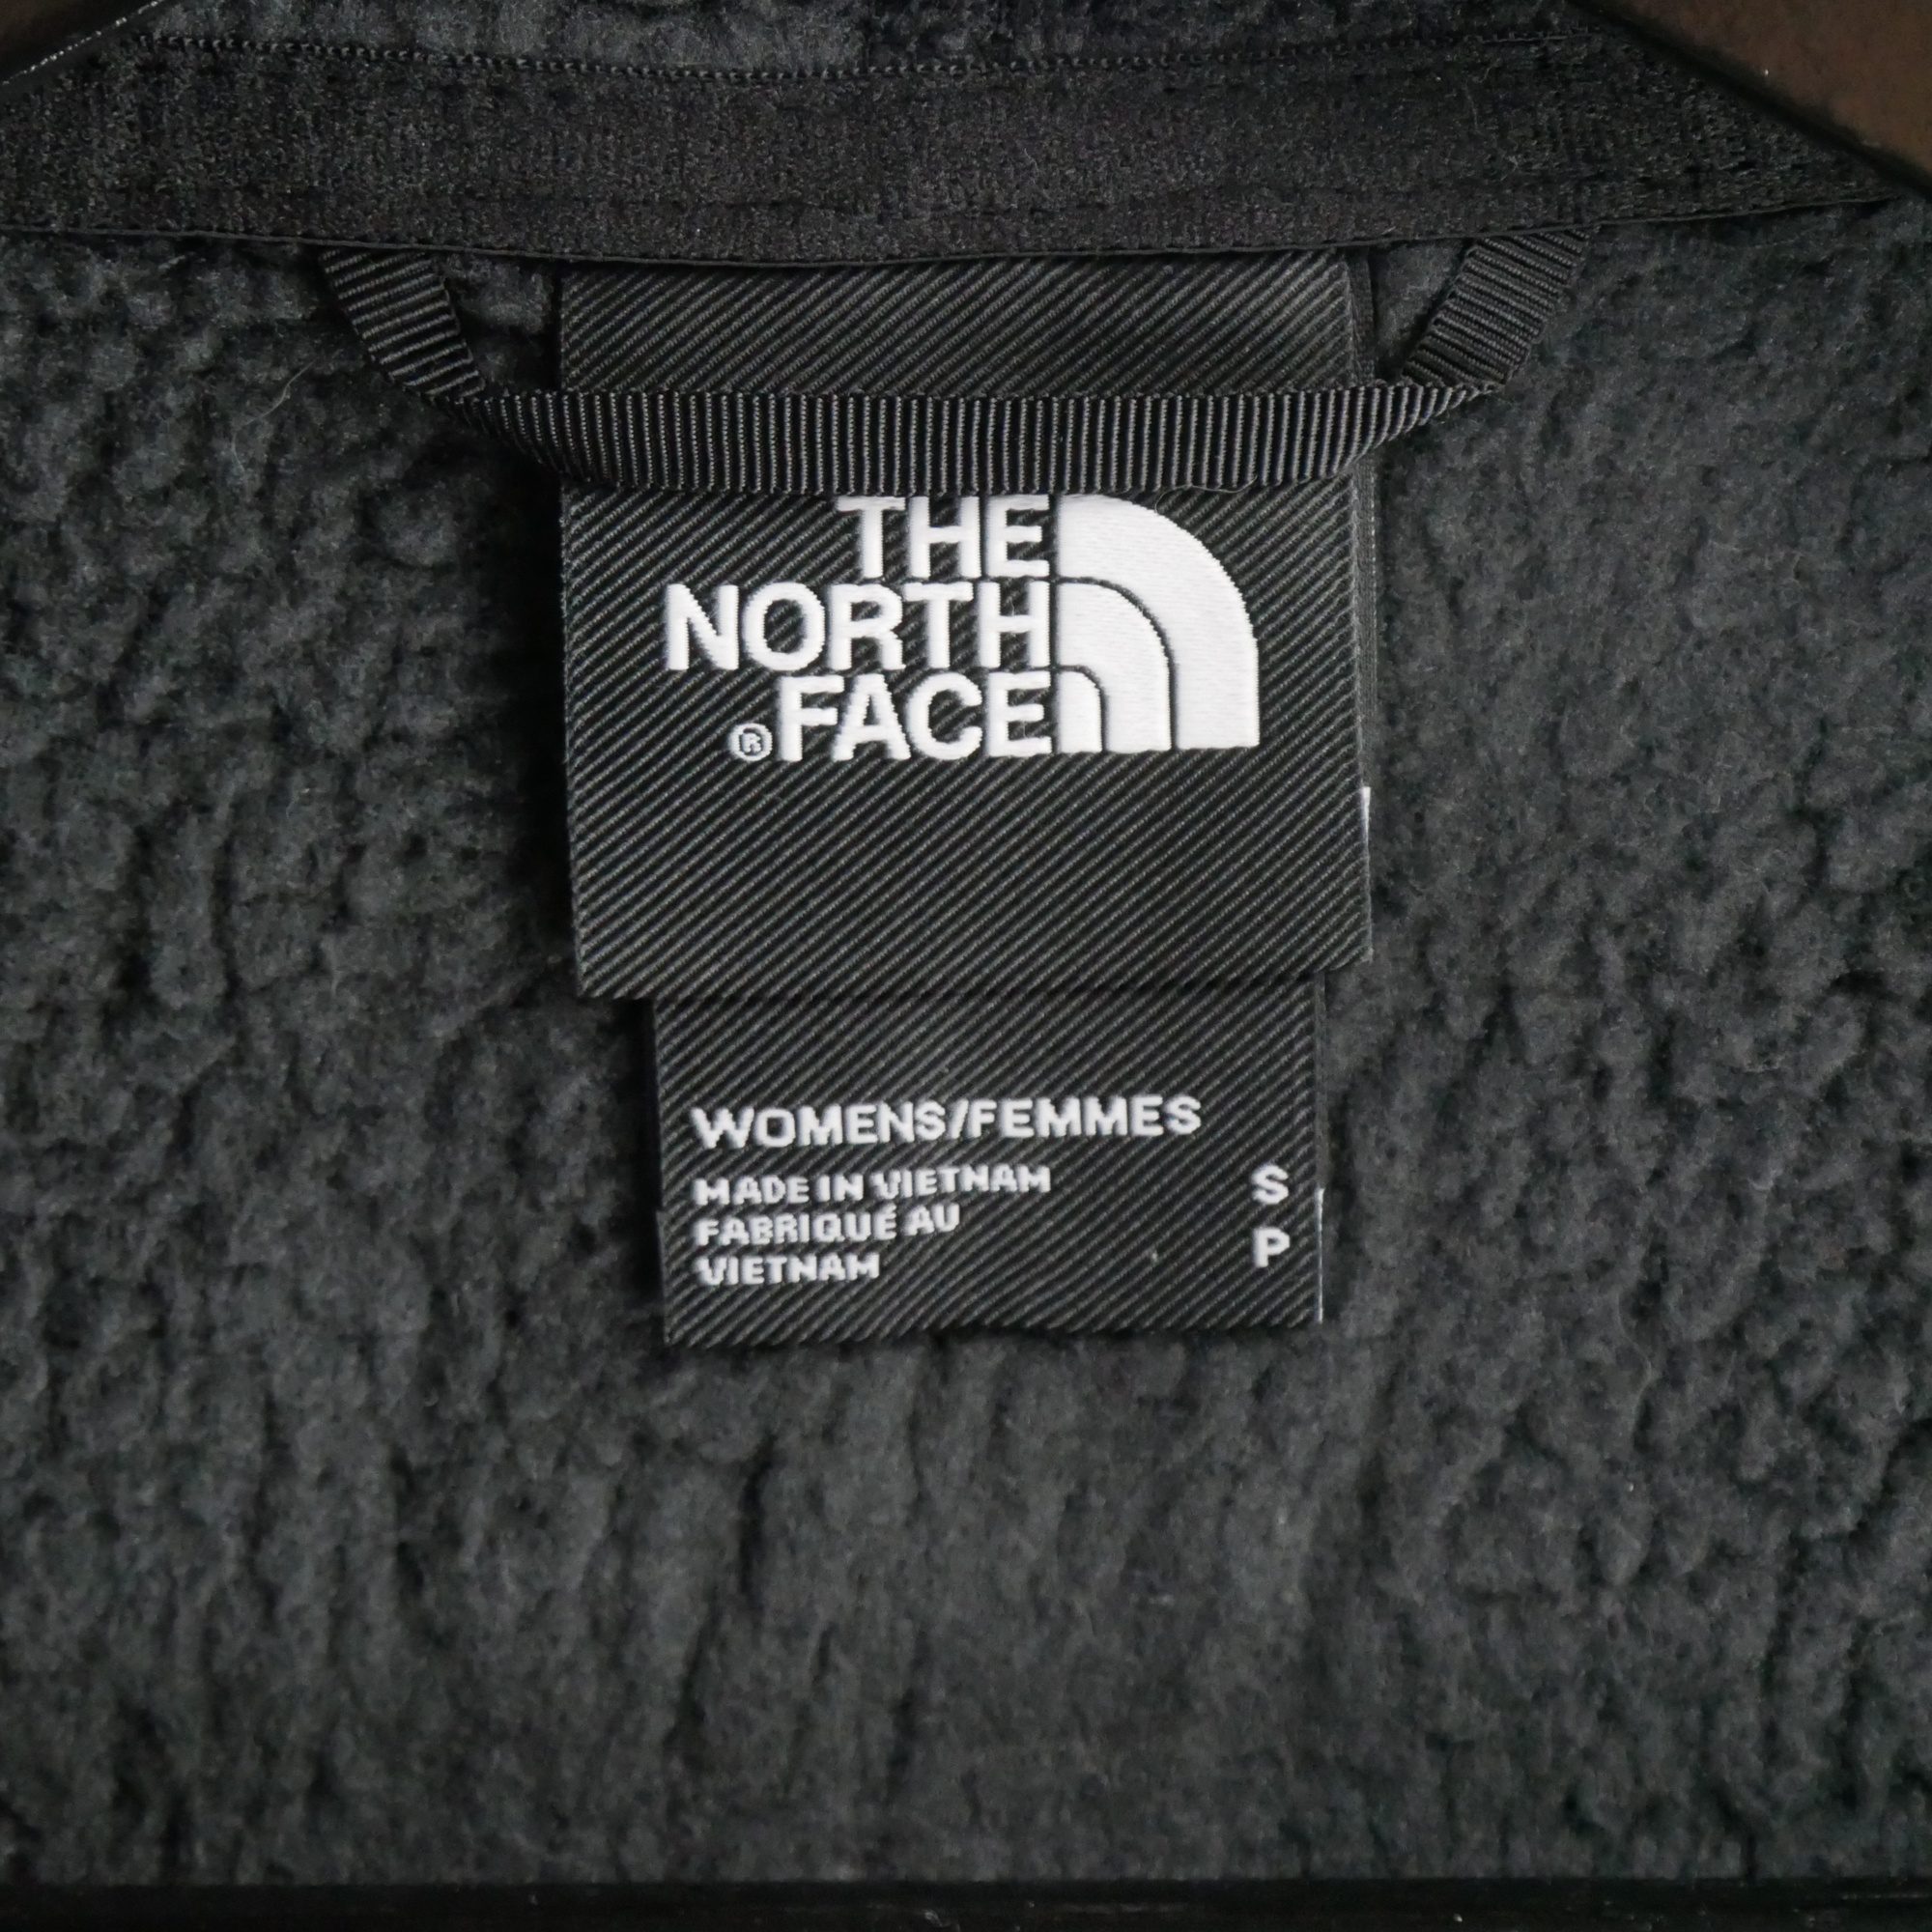 THE
NORTH
®FACE
WOMENS/FEMMES
MADE IN VIETNAM S
FABRIQUÉ AU P
VIETNAM